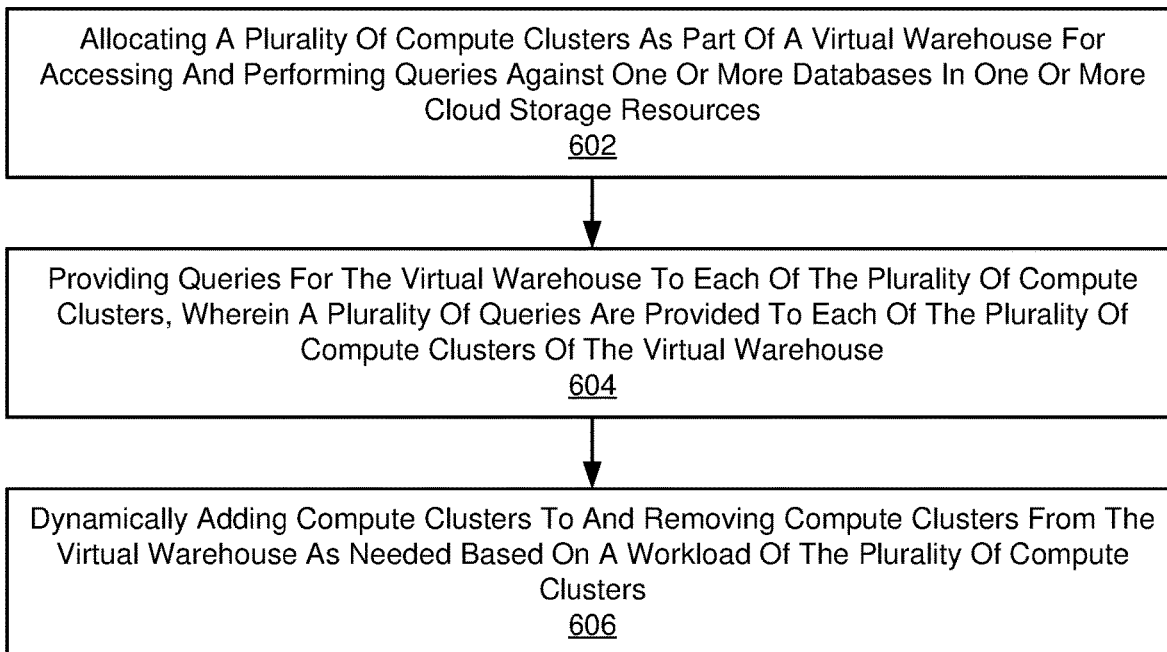 Allocating A Plurality Of Compute Clusters As Part Of A Virtual Warehouse For
Accessing And Performing Queries Against One Or More Databases In One Or More
Cloud Storage Resources
602
Providing Queries For The Virtual Warehouse To Each Of The Plurality Of Compute
Clusters, Wherein A Plurality Of Queries Are Provided To Each Of The Plurality Of
Compute Clusters Of The Virtual Warehouse
604
Dynamically Adding Compute Clusters To And Removing Compute Clusters From The
Virtual Warehouse As Needed Based On A Workload Of The Plurality Of Compute
Clusters
606